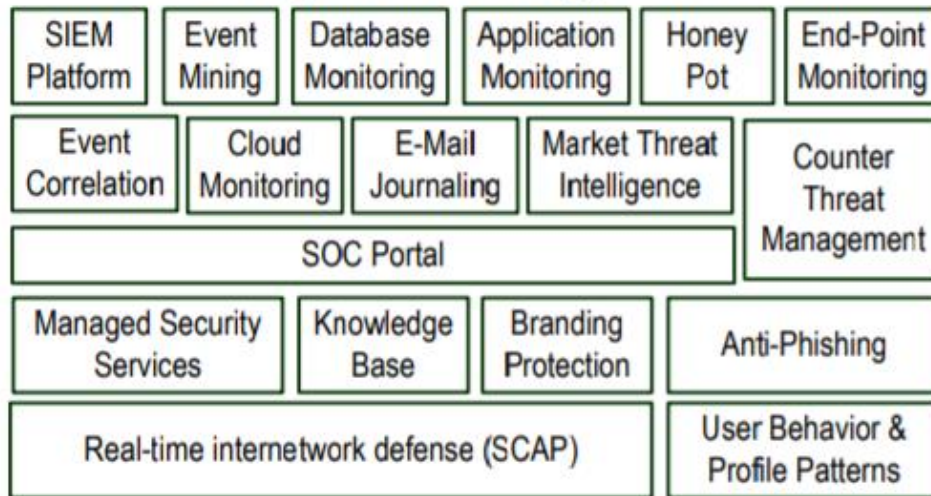 SIEM
Platform
Event
Mining
Database
Monitoring
Application
Monitoring
Honey
Pot
End-Point
Monitoring
Event
Correlation
Cloud
Monitoring
E-Mail
Journaling
Market Threat
Intelligence
Counter
Threat
Management
SOC Portal
Managed Security
Services
Knowledge
Base
Branding
Protection
Anti-Phishing
Real-time internetwork defense (SCAP)
User Behavior &
Profile Patterns